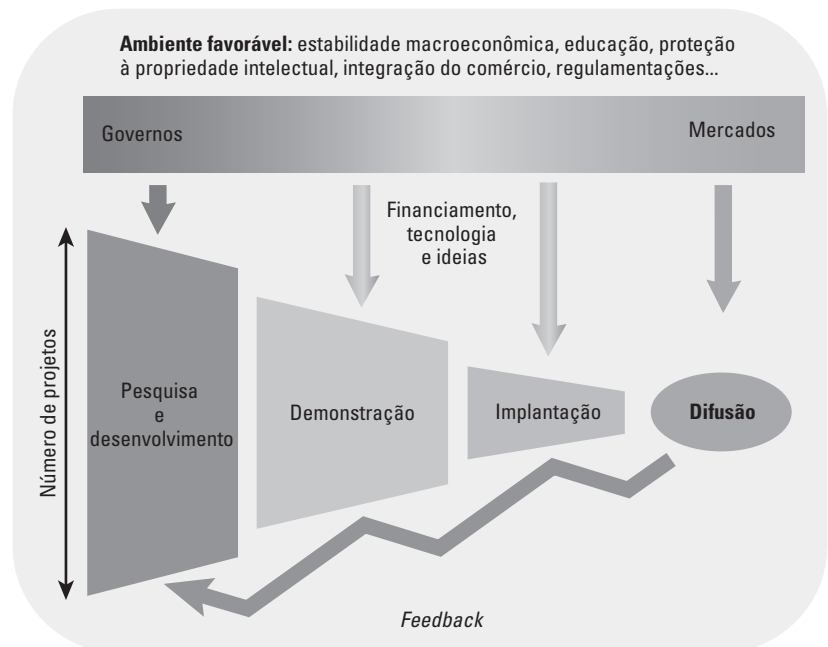 Ambiente favorável: estabilidade macroeconômica, educação, proteção
à propriedade intelectual, integração do comércio, regulamentações...
Governos
Mercados
Financiamento,
tecnologia
e ideias
Número de projetos
Pesquisa
e
desenvolvimento
Demonstração
Implantação
Difusão
Feedback